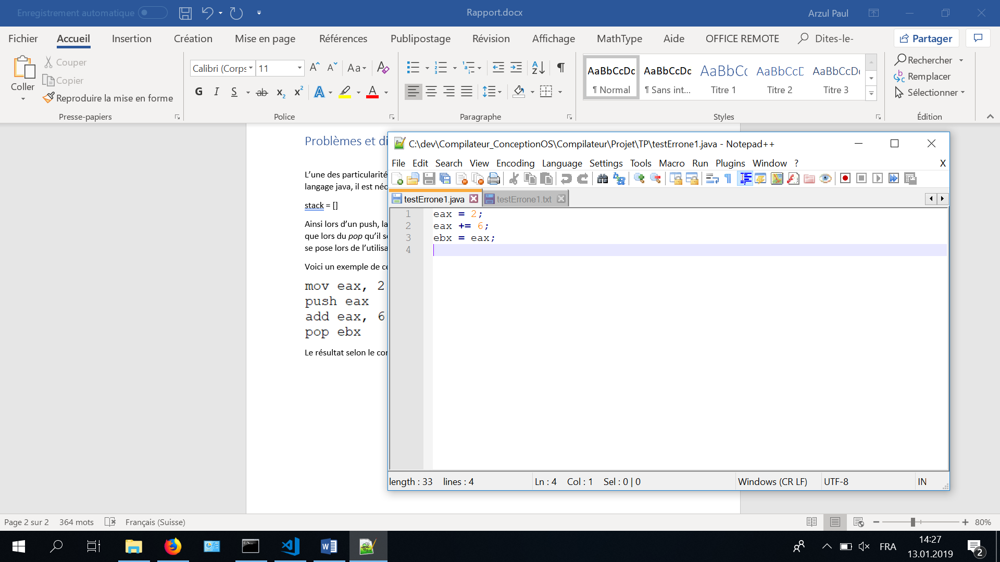 Enregistrement automatique
Rapport.docx
Arzul Paul
Fichier Accueil Insertion Création Mise en page Références Publipostage Révision Affichage MathType Aide OFFICE REMOTE Dites-le- Partager
Coller
Couper
Copier
Reproduire la mise en forme
Presse-papiers
Calibri (Corps 11
Aa
G I S ab x2 x2 A A
Police
Paragraphe
AaBbCcDc AaBbCcDc AaBbCc AaBbCcD AaBbCcDc
¶ Normal ¶ Sans int... Titre 1 Titre 2 Titre 3
Styles
Rechercher
Remplacer
Sélectionner
Édition
Problèmes et di
L’une des particularité
langage java, il est néc
stack = []
Ainsi lors d’un push, la
que lors du pop qu’il se
se pose lors de l’utilisa
Voici un exemple de ce
mov eax, 2
push eax
add eax, 6
pop ebx
Le résultat selon le con
C:\dev\Compilateur_ConceptionOS\Compilateur\Projet\TP\testErrone1.java - Notepad++
File Edit Search View Encoding Language Settings Tools Macro Run Plugins Window ? X
testErrone1.java testErrone1.txt
1 eax = 2;
2 eax += 6;
3 ebx = eax;
4
length : 33 lines : 4 Ln : 4 Col : 1 Sel : 0 | 0 Windows (CR LF) UTF-8 IN
Page 2 sur 2 364 mots Français (Suisse) 80%
FRA
14:27
13.01.2019
2